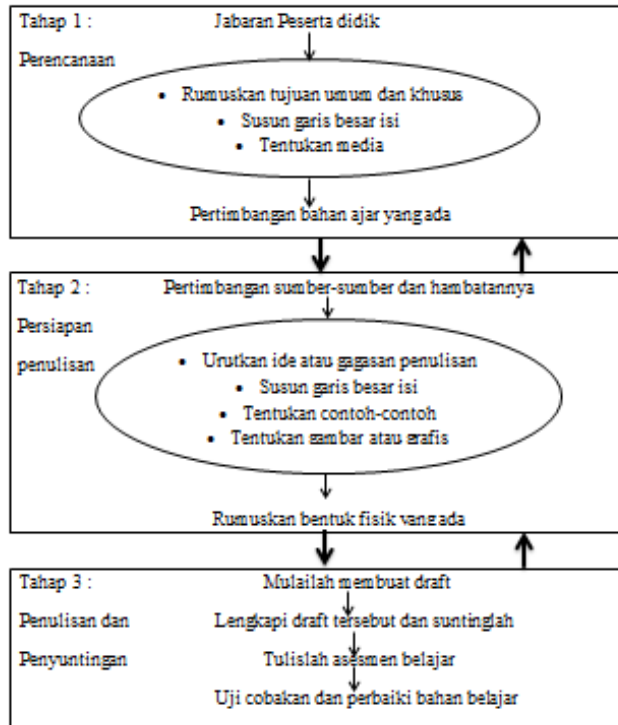 Tahap 1 : Jabaran Peserta didik
Perencanaan
• Rumuskan tujuan umum dan khusus
• Susun garis besar isi
• Tentukan media
Pertimbangan bahan ajar yang ada
Tahap 2 : Pertimbangan sumber-sumber dan hambatannya
Persiapan
penulisan
• Urutkan ide atau gagasan penulisan
• Susun garis besar isi
• Tentukan contoh-contoh
• Tentukan gambar atau grafis
Rumuskan bentuk fisik yang ada
Tahap 3 : Mulailah membuat draft
Penulisan dan Lengkapi draft tersebut dan suntinglah
Penyuntingan Tulislah asesmen belajar
Uji cobakan dan perbaiki bahan belajar